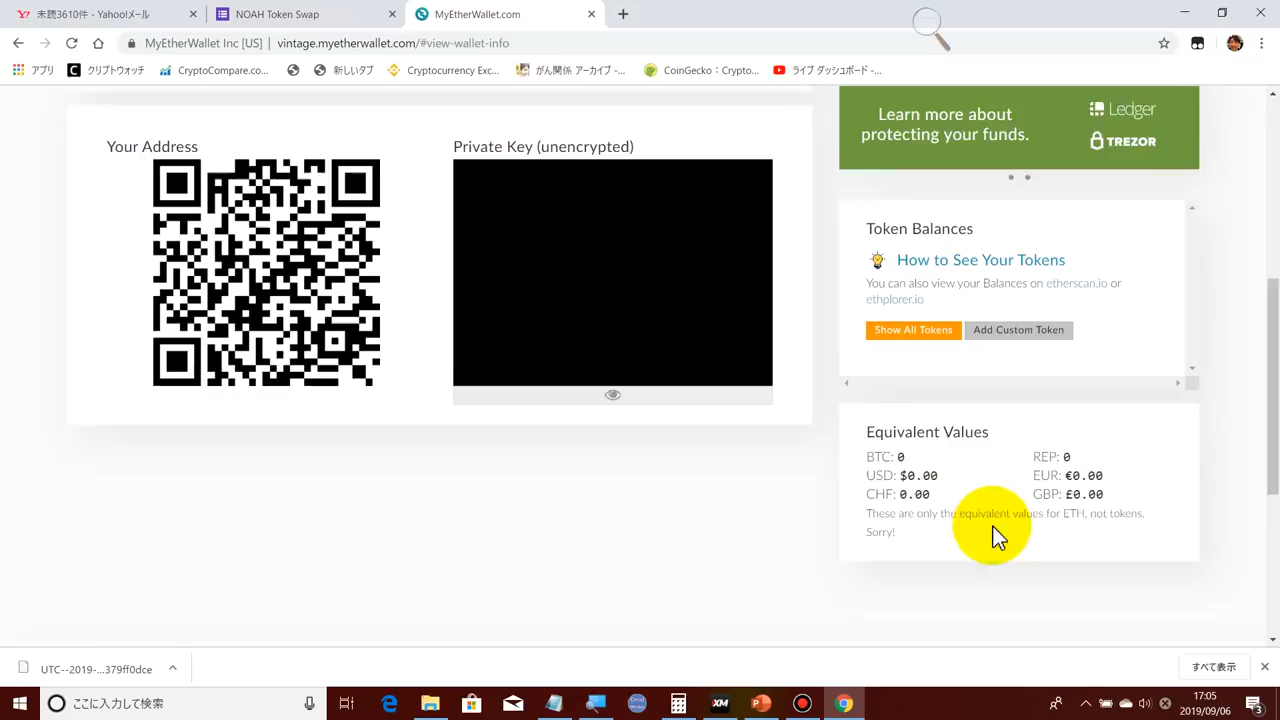 未読3610件 - Yahoo!メール
NOAH Token Swap
MyEtherWallet.com
MyEtherWallet Inc [US]
vintage.myetherwallet.com/#view-wallet-info
アプリ
クリプトウォッチ
CryptoCompare.co...
新しいタブ
Cryptocurrency Exc...
がん関係 アーカイブ -...
CoinGecko：Crypto...
ライブ ダッシュボード -...
Your Address
Private Key (unencrypted)
Learn more about
protecting your funds.
Ledger
TREZOR
Token Balances
How to See Your Tokens
You can also view your Balances on etherscan.io or
ethplorer.io
Show All Tokens
Add Custom Token
Equivalent Values
BTC: 0
REP: 0
USD: $0.00
EUR: €0.00
CHF: 0.00
GBP: £0.00
These are only the equivalent values for ETH, not tokens.
Sorry!
UTC--2019-...379ff0dce
すべて表示
ここに入力して検索
XM
17:05
2019/09/06
3